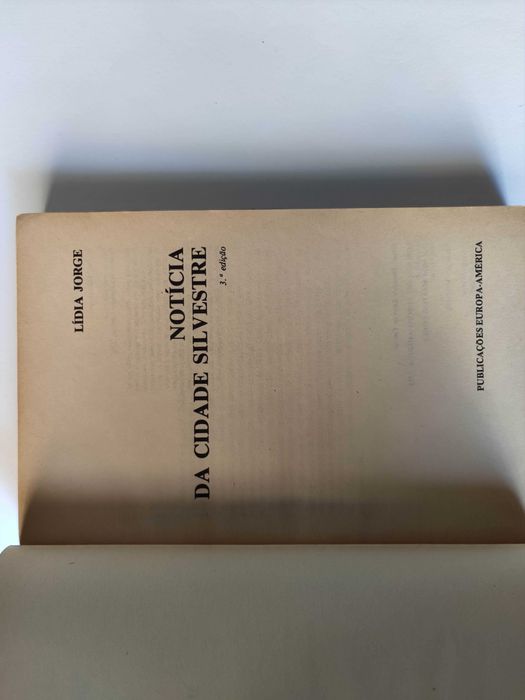 LÍDIA JORGE
NOTÍCIA
DA CIDADE SILVESTRE
3.ª edição
PUBLICAÇÕES EUROPA-AMÉRICA